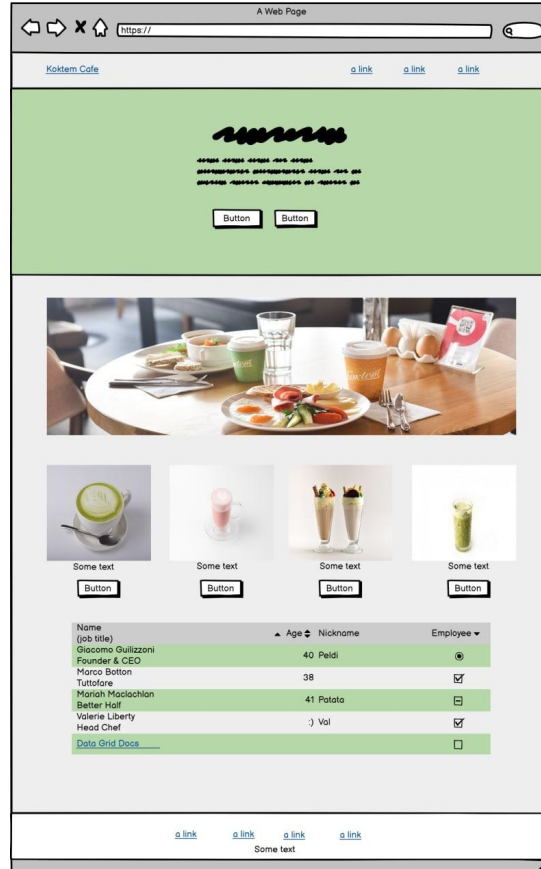 A Web Page
https://
Koktem Cafe
a link a link a link
Button Button
Some text Some text Some text Some text
Button Button Button Button
Name
(job title) Age Nickname Employee
Giacomo Guilizzoni
Founder & CEO 40 Peldi
Marco Botton
Tuttofare 38
Mariah Maclachlan
Better Half 41 Patata
Valerie Liberty
Head Chef :) Val
Data Grid Docs
a link a link a link a link
Some text